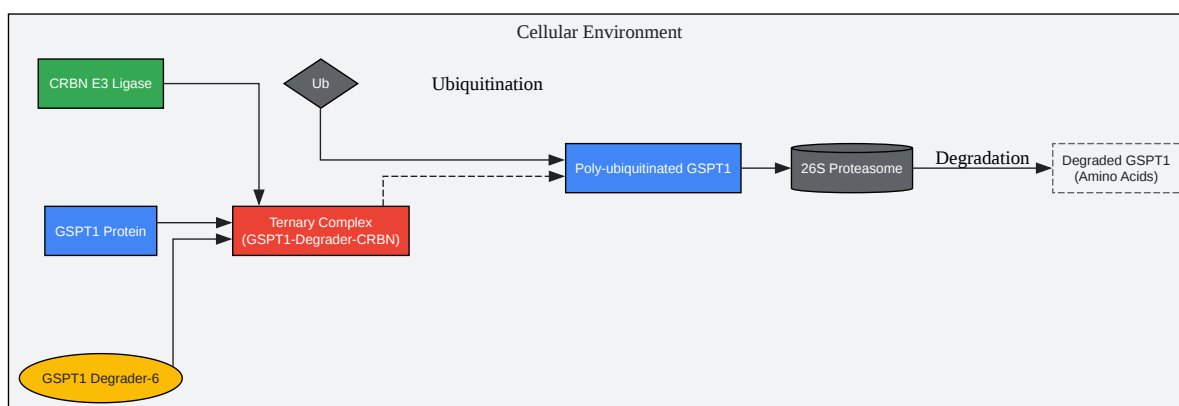 Cellular Environment
CRBN E3 Ligase
Ub
Ubiquitination
Poly-ubiquitinated GSPT1
26S Proteasome
Degradation
Degraded GSPT1
(Amino Acids)
GSPT1 Protein
Ternary Complex
(GSPT1-Degrader-CRBN)
GSPT1 Degrader-6